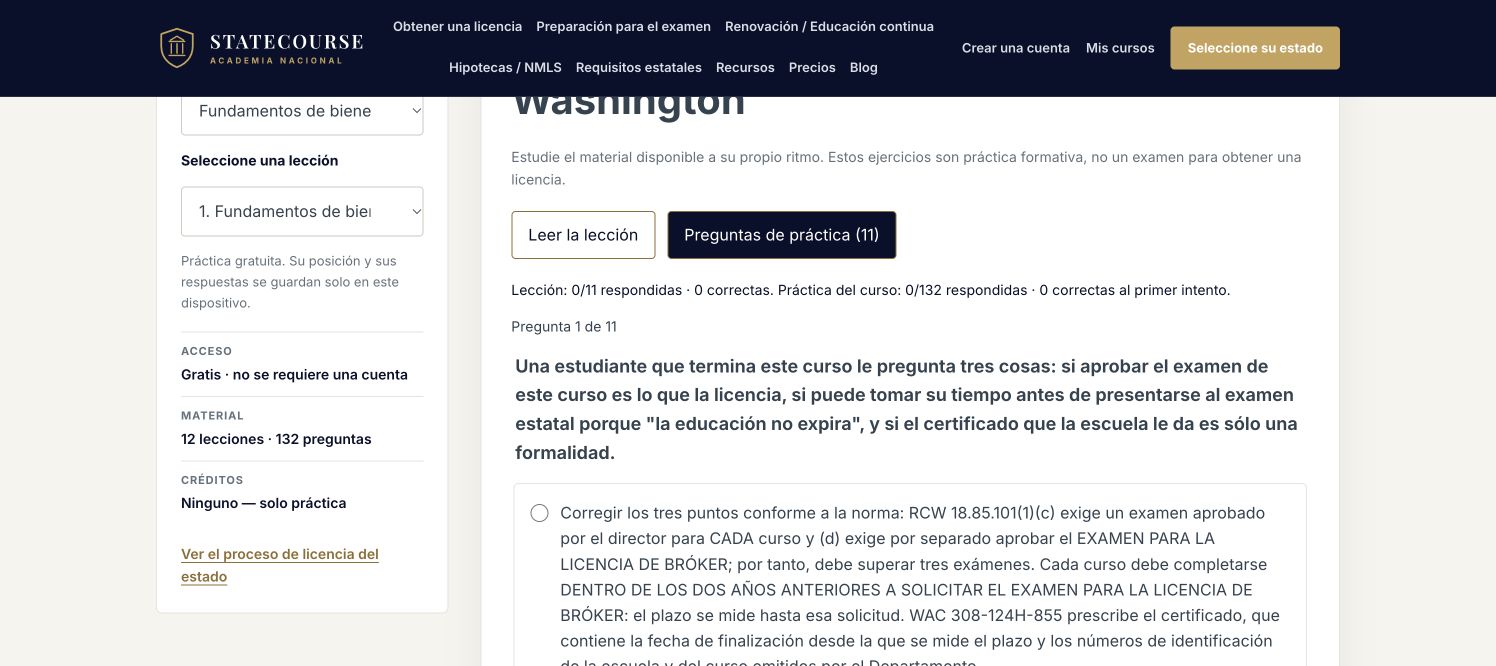 STATECOURSE
ACADEMIA NACIONAL
Obtener una licencia Preparación para el examen Renovación / Educación continua
Hipotecas / NMLS Requisitos estatales Recursos Precios Blog
Crear una cuenta Mis cursos Seleccione su estado
Fundamentos de biene
Seleccione una lección
1. Fundamentos de bie
Práctica gratuita. Su posición y sus
respuestas se guardan solo en este
dispositivo.
ACCESO
Gratis · no se requiere una cuenta
MATERIAL
12 lecciones · 132 preguntas
CRÉDITOS
Ninguno — solo práctica
Ver el proceso de licencia del
estado
Washington
Estudie el material disponible a su propio ritmo. Estos ejercicios son práctica formativa, no un examen para obtener una
licencia.
Leer la lección Preguntas de práctica (11)
Lección: 0/11 respondidas · 0 correctas. Práctica del curso: 0/132 respondidas · 0 correctas al primer intento.
Pregunta 1 de 11
Una estudiante que termina este curso le pregunta tres cosas: si aprobar el examen de
este curso es lo que la licencia, si puede tomar su tiempo antes de presentarse al examen
estatal porque "la educación no expira", y si el certificado que la escuela le da es sólo una
formalidad.
Corregir los tres puntos conforme a la norma: RCW 18.85.101(1)(c) exige un examen aprobado
por el director para CADA curso y (d) exige por separado aprobar el EXAMEN PARA LA
LICENCIA DE BRÓKER; por tanto, debe superar tres exámenes. Cada curso debe completarse
DENTRO DE LOS DOS AÑOS ANTERIORES A SOLICITAR EL EXAMEN PARA LA LICENCIA DE
BRÓKER: el plazo se mide hasta esa solicitud. WAC 308-124H-855 prescribe el certificado, que
contiene la fecha de finalización desde la que se mide el plazo y los números de identificación
de la escuela y del curso emitidos por el Departamento.